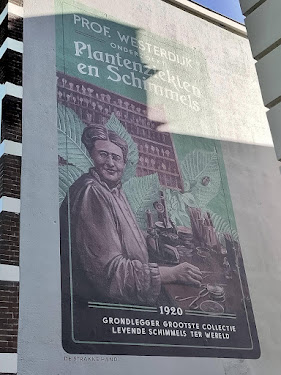 PROF. WESTERDIJK
Plantenziekten
en Schimmels
1920
GRONDLEGGER GROOTSTE COLLECTIE
LEVENDE SCHIMMELS TER WERELD